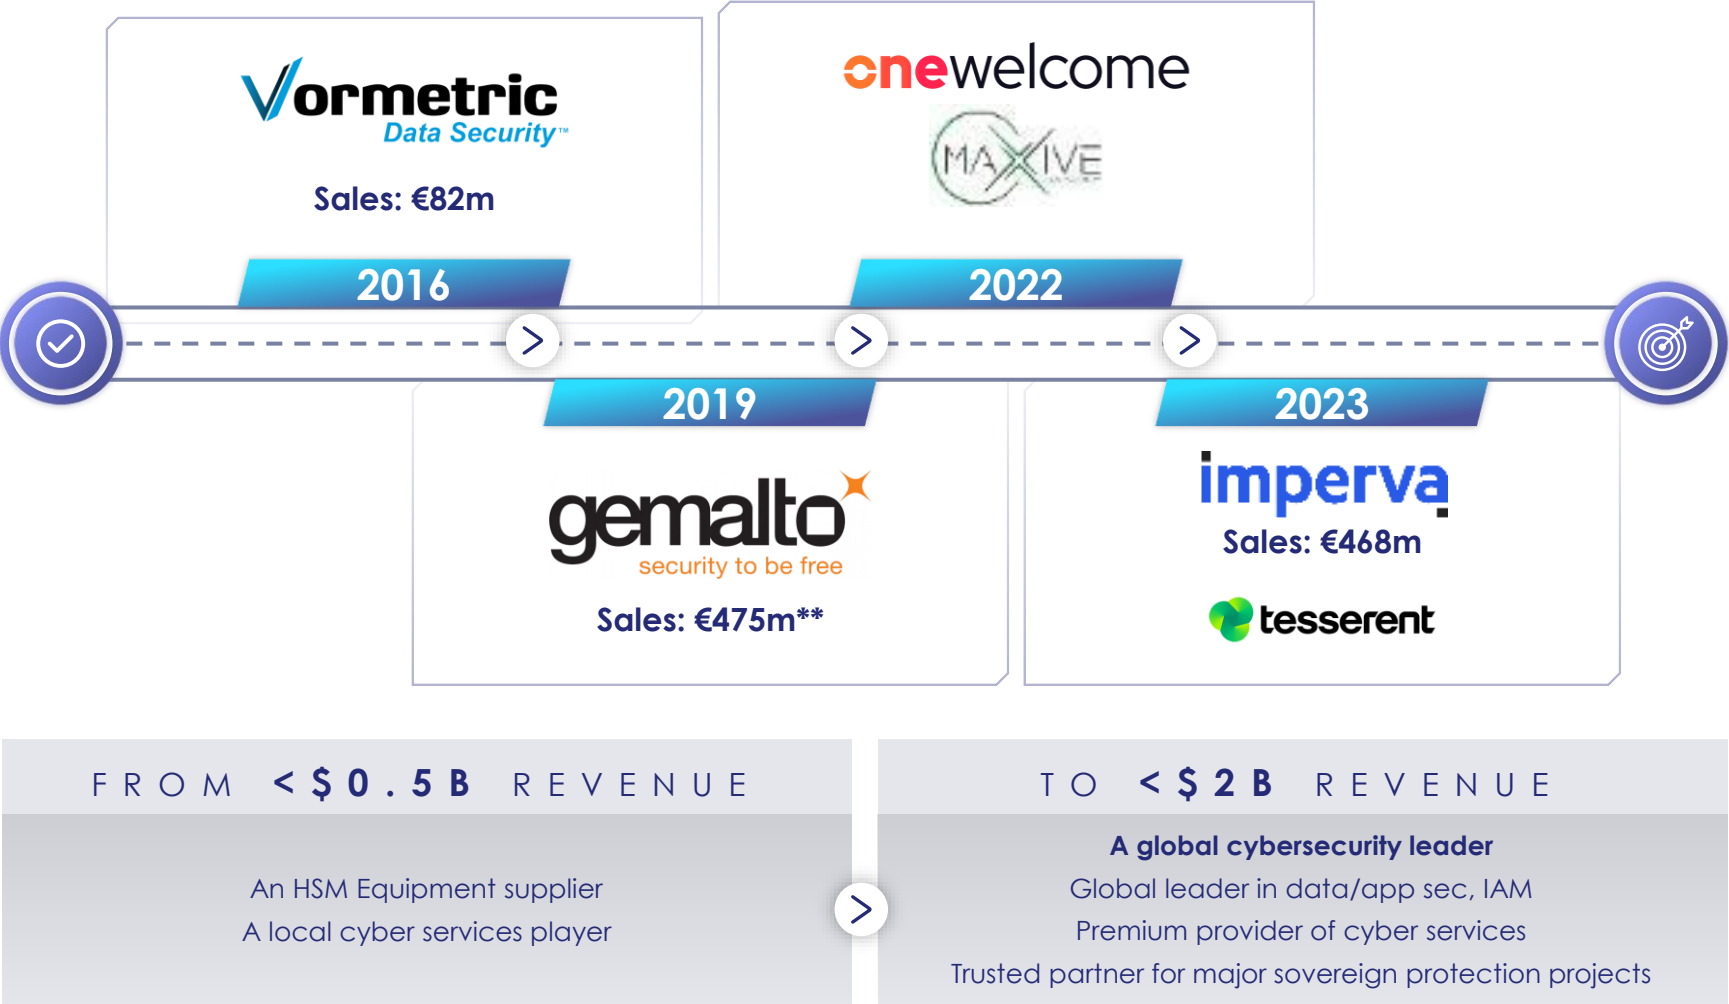 Vormetric
Data Security™
Sales: €82m
2016
onewelcome
MAXIVE
2022
2019
gemalto
security to be free
Sales: €475m**
2023
imperva
Sales: €468m
tesserent
FROM <$0.5B REVENUE
An HSM Equipment supplier
A local cyber services player
TO <$2B REVENUE
A global cybersecurity leader
Global leader in data/app sec, IAM
Premium provider of cyber services
Trusted partner for major sovereign protection projects